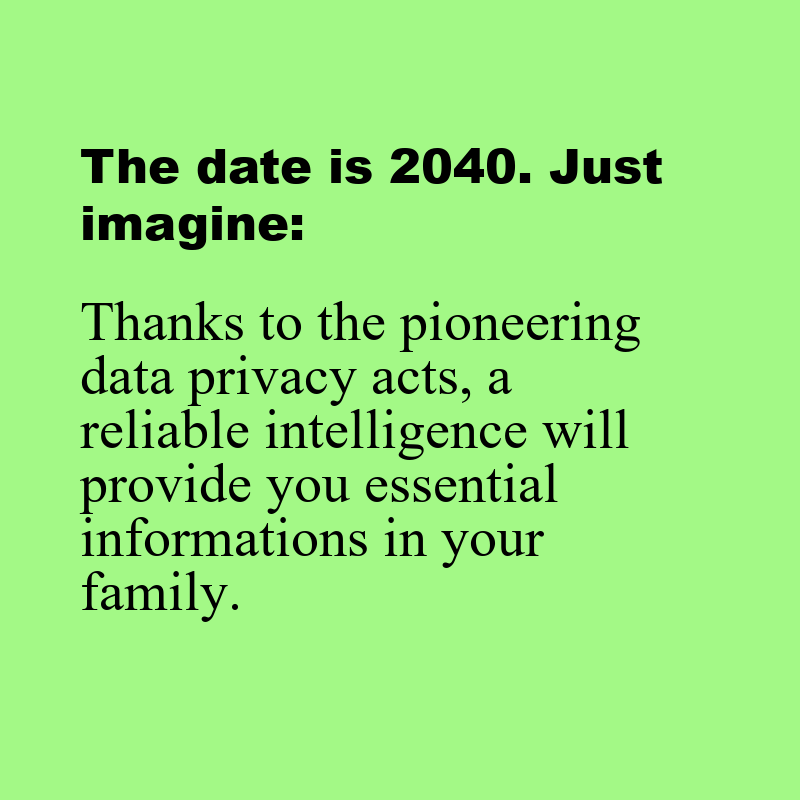 The date is 2040. Just
imagine:
Thanks to the pioneering
data privacy acts, a
reliable intelligence will
provide you essential
informations in your
family.